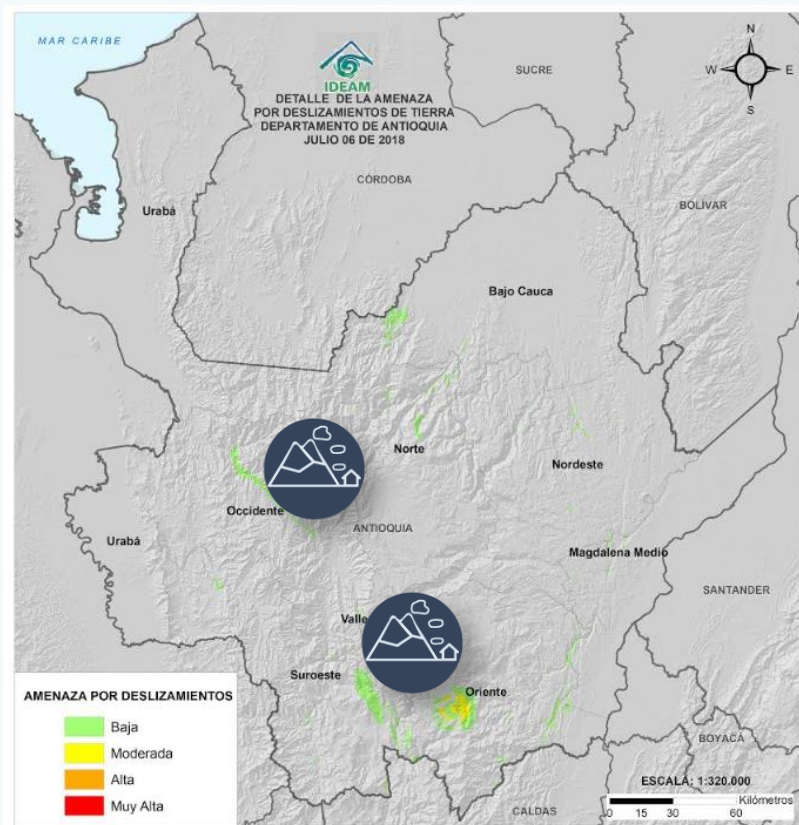 MAR CARIBE
IDEAM
DETALLE DE LA AMENAZA
POR DESLIZAMIENTOS DE TIERRA
DEPARTAMENTO DE ANTIOQUIA
JULIO 06 DE 2018
N
W E
S
SUCRE
CÓRDOBA
BOLÍVAR
Urabá
Bajo Cauca
Norte
Nordeste
Occidente
ANTIOQUIA
Urabá
Magdalena Medio
SANTANDER
Valle
Suroeste
Oriente
BOYACÁ
CALDAS
AMENAZA POR DESLIZAMIENTOS
Baja
Moderada
Alta
Muy Alta
ESCALA: 1:320.000
Kilómetros
0 15 30 60